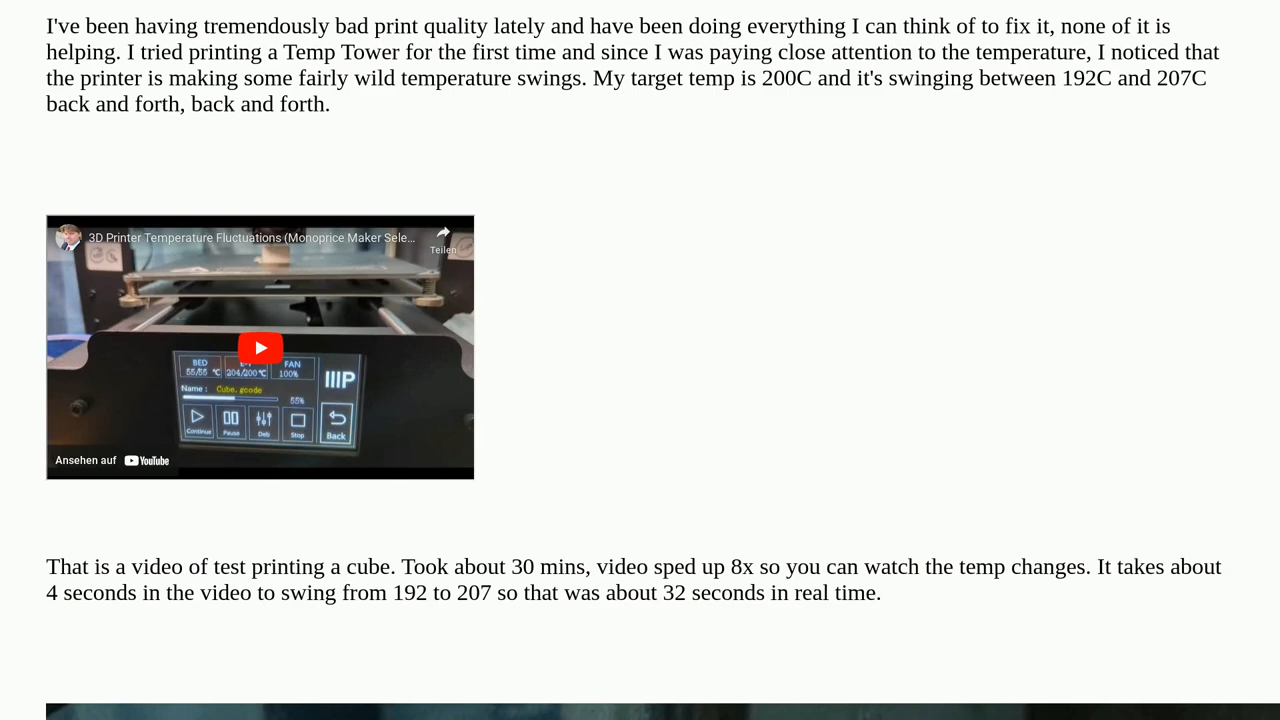 I've been having tremendously bad print quality lately and have been doing everything I can think of to fix it, none of it is
helping. I tried printing a Temp Tower for the first time and since I was paying close attention to the temperature, I noticed that
the printer is making some fairly wild temperature swings. My target temp is 200C and it's swinging between 192C and 207C
back and forth, back and forth.
3D Printer Temperature Fluctuations (Monoprice Maker Sele...
Teilen
BED
FAN
55/55 ℃
204/200℃
100%
IIIP
Name : Cube.gcode
55%
Continue
Pause
Stop
Back
Ansehen auf YouTube
That is a video of test printing a cube. Took about 30 mins, video sped up 8x so you can watch the temp changes. It takes about
4 seconds in the video to swing from 192 to 207 so that was about 32 seconds in real time.